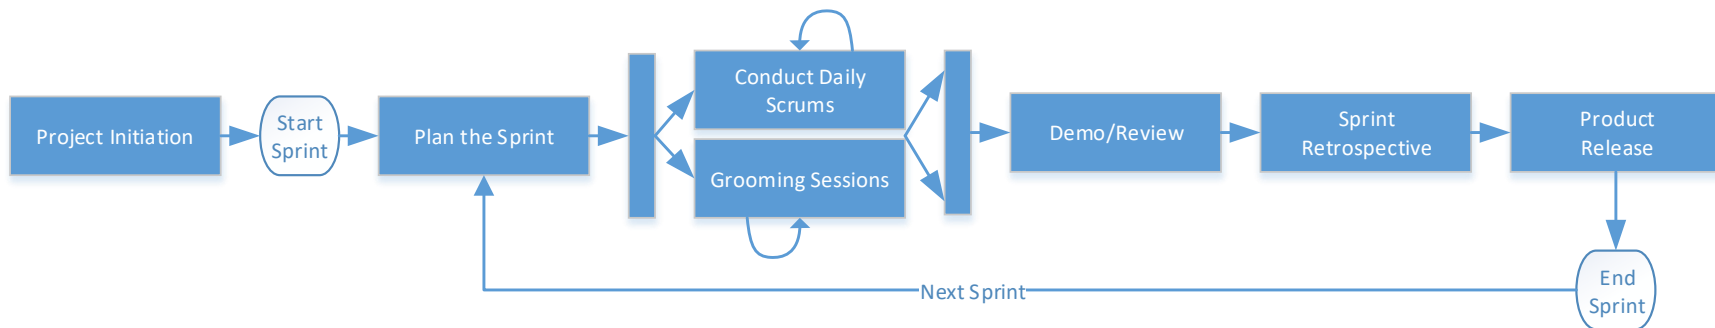 Project Initiation
Start
Sprint
Plan the Sprint
Conduct Daily
Scrums
Grooming Sessions
Demo/Review
Sprint
Retrospective
Product
Release
End
Sprint
Next Sprint